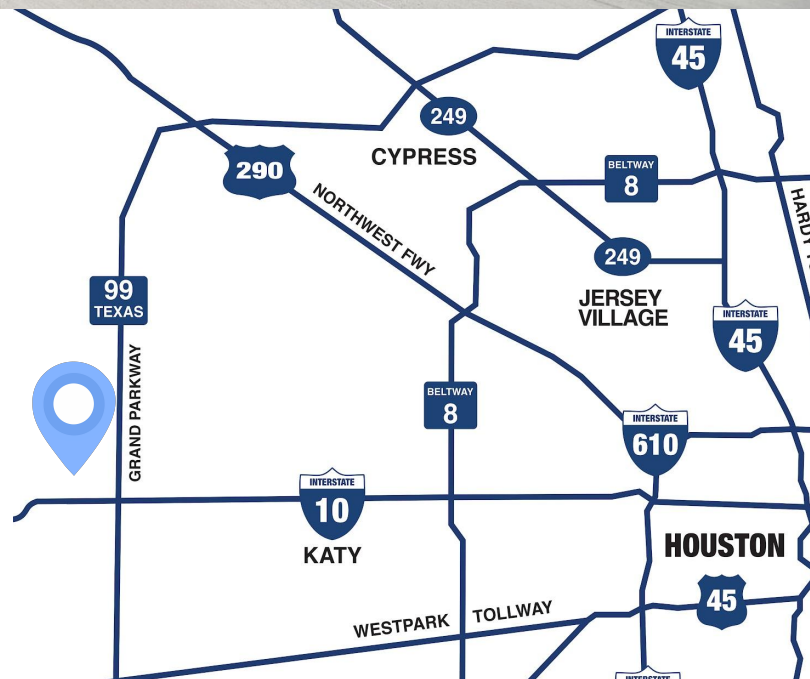 INTERSTATE
45
249
CYPRESS
290
BELTWAY
8
NORTHWEST FWY
249
99
TEXAS
JERSEY
VILLAGE
INTERSTATE
45
GRAND PARKWAY
BELTWAY
8
INTERSTATE
610
INTERSTATE
10
KATY
HOUSTON
45
WESTPARK TOLLWAY